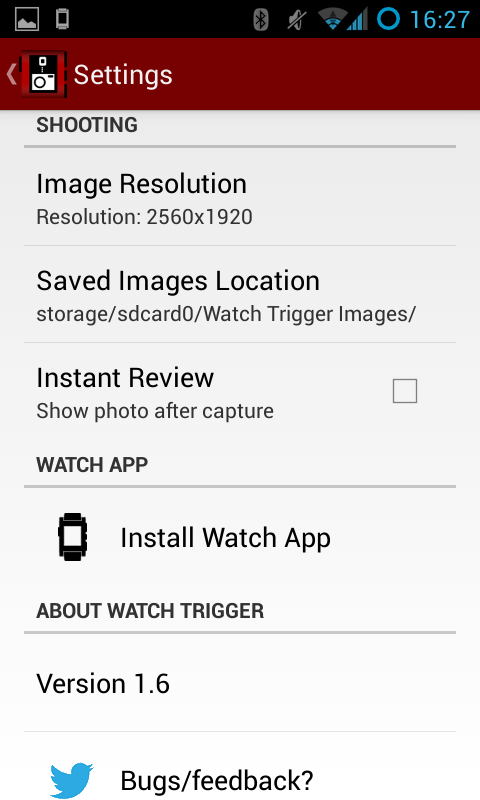 16:27
Settings
SHOOTING
Image Resolution
Resolution: 2560x1920
Saved Images Location
storage/sdcard0/Watch Trigger Images/
Instant Review
Show photo after capture
WATCH APP
Install Watch App
ABOUT WATCH TRIGGER
Version 1.6
Bugs/feedback?